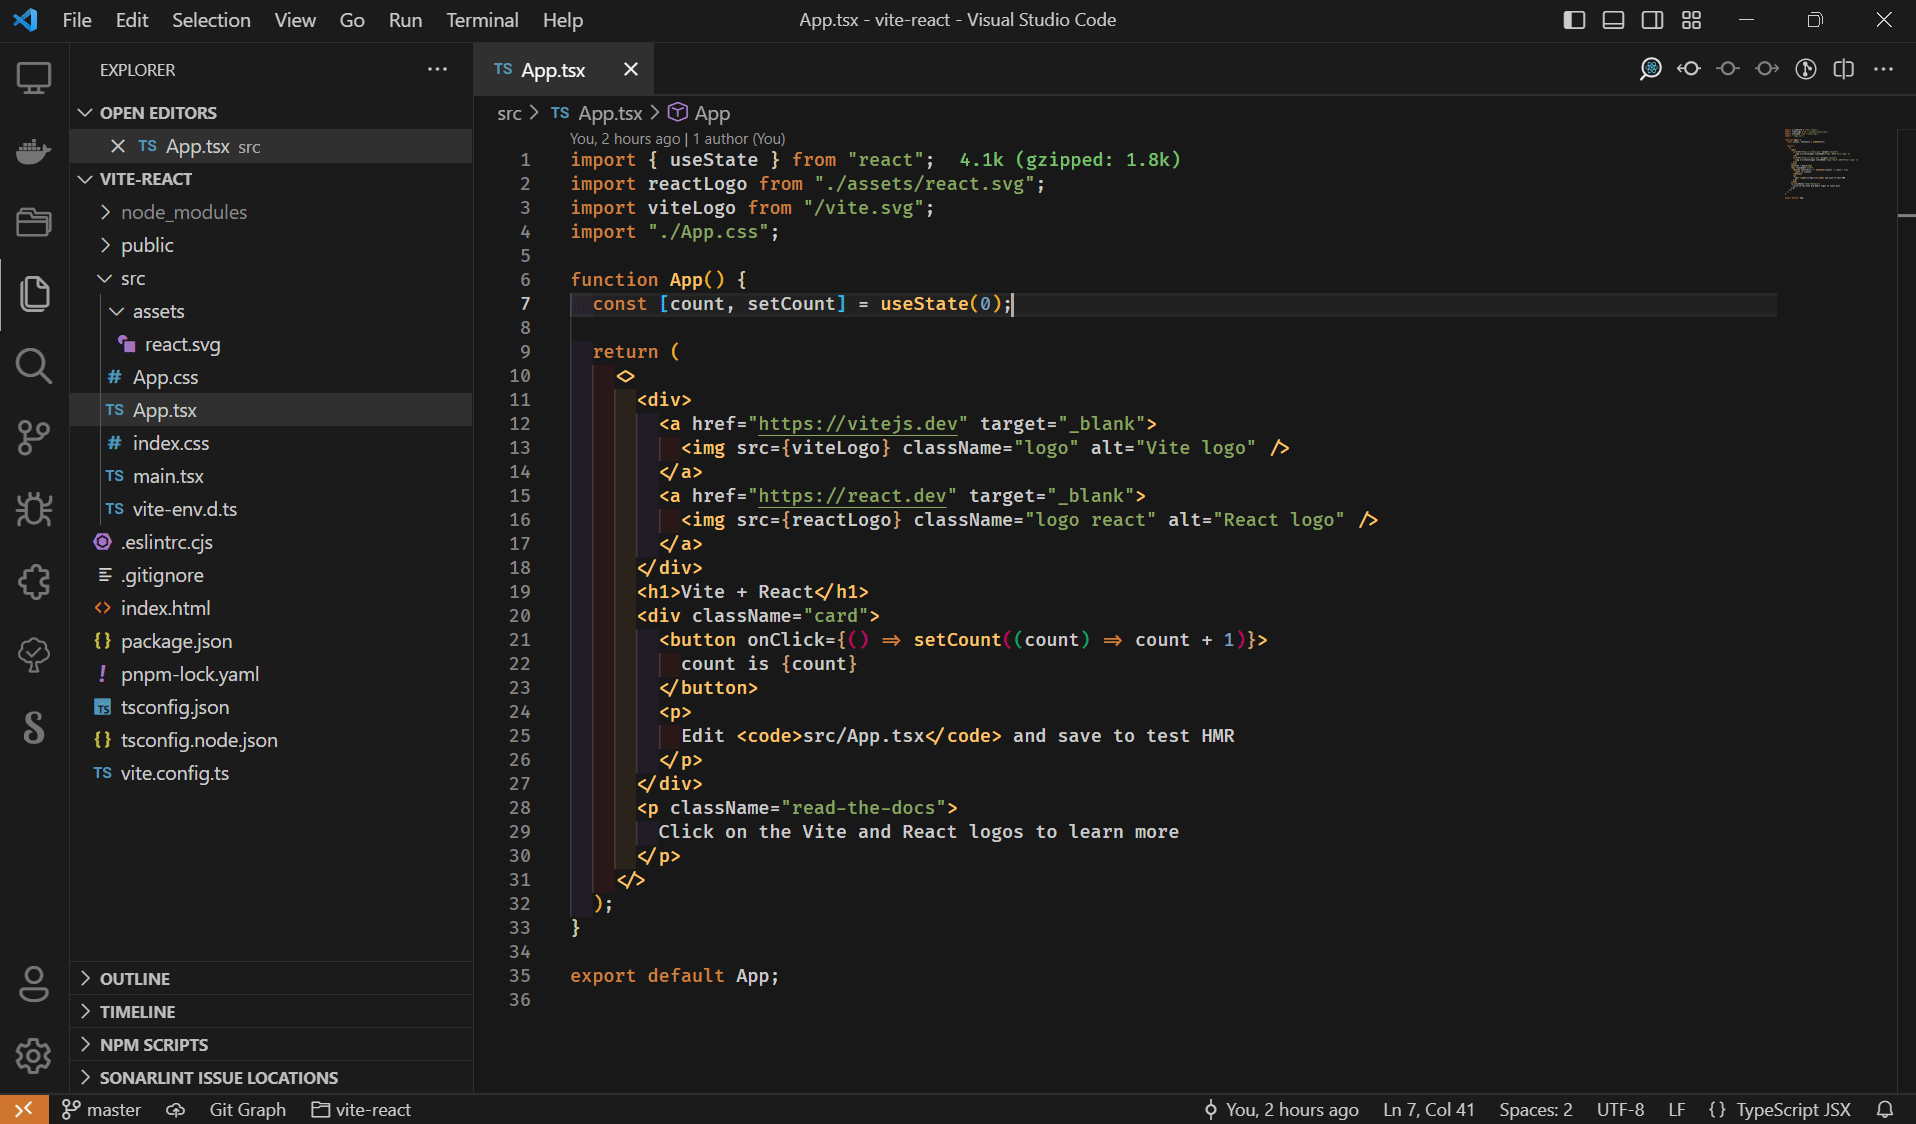 File Edit Selection View Go Run Terminal Help
App.tsx - vite-react - Visual Studio Code
EXPLORER
OPEN EDITORS
TS App.tsx src
VITE-REACT
node_modules
public
src
assets
react.svg
# App.css
TS App.tsx
# index.css
TS main.tsx
TS vite-env.d.ts
.eslintrc.cjs
.gitignore
<> index.html
{} package.json
! pnpm-lock.yaml
TS tsconfig.json
{} tsconfig.node.json
TS vite.config.ts
OUTLINE
TIMELINE
NPM SCRIPTS
SONARLINT ISSUE LOCATIONS
TS App.tsx
src > TS App.tsx > App
You, 2 hours ago | 1 author (You)
1 import { useState } from "react"; 4.1k (gzipped: 1.8k)
2 import reactLogo from "./assets/react.svg";
3 import viteLogo from "/vite.svg";
4 import "./App.css";
5
6 function App() {
7 const [count, setCount] = useState(0);
8
9 return (
10 <>
11 <div>
12 <a href="https://vitejs.dev" target="_blank">
13 <img src={viteLogo} className="logo" alt="Vite logo" />
14 </a>
15 <a href="https://react.dev" target="_blank">
16 <img src={reactLogo} className="logo react" alt="React logo" />
17 </a>
18 </div>
19 <h1>Vite + React</h1>
20 <div className="card">
21 <button onClick={() => setCount((count) => count + 1)}>
22 count is {count}
23 </button>
24 <p>
25 Edit <code>src/App.tsx</code> and save to test HMR
26 </p>
27 </div>
28 <p className="read-the-docs">
29 Click on the Vite and React logos to learn more
30 </p>
31 </>
32 );
33 }
34
35 export default App;
36
master Git Graph vite-react You, 2 hours ago Ln 7, Col 41 Spaces: 2 UTF-8 LF {} TypeScript JSX